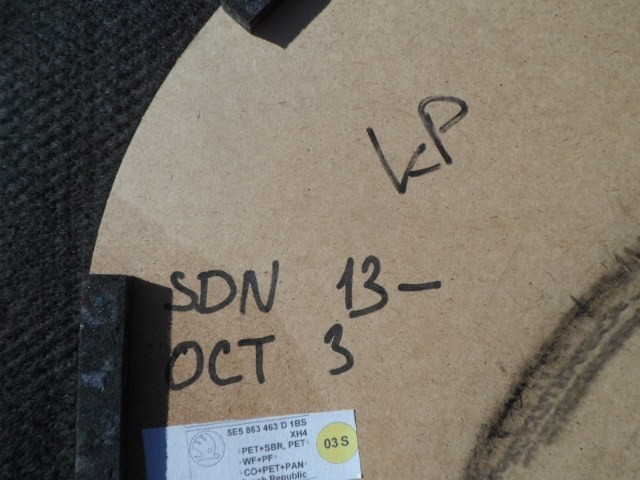 KP
SDN 13-
OCT 3
5E5 863 463 D 1BS
XH4
›PET+SBR, PET‹
›WF+PF‹
›CO+PET+PAN‹
Republic
03 S